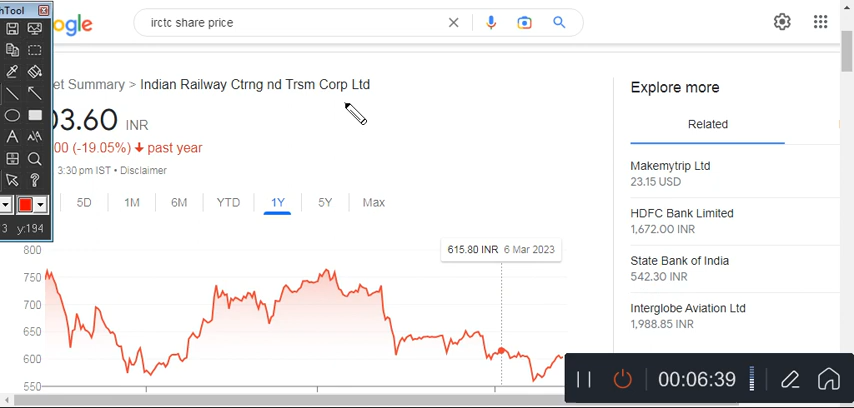 hTool
ogle
irctc share price
et Summary > Indian Railway Ctrng nd Trsm Corp Ltd
03.60 INR
00 (-19.05%) past year
3:30 pm IST • Disclaimer
5D 1M 6M YTD 1Y 5Y Max
3 y:194
615.80 INR 6 Mar 2023
800
750
700
650
600
550
Explore more
Related
Makemytrip Ltd
23.15 USD
HDFC Bank Limited
1,672.00 INR
State Bank of India
542.30 INR
Interglobe Aviation Ltd
1,988.85 INR
00:06:39